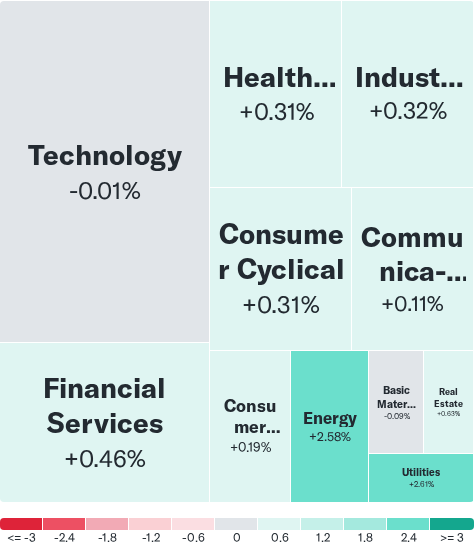 Technology
-0.01%
Health...
+0.31%
Indust...
+0.32%
Consume
r Cyclical
+0.31%
Commu
nica-...
+0.11%
Financial
Services
+0.46%
Consu
mer...
+0.19%
Energy
+2.58%
Basic
Mater...
-0.09%
Real
Estate
+0.63%
Utilities
+2.61%
<= -3 -2.4 -1.8 -1.2 -0.6 0 0.6 1.2 1.8 2.4 >= 3